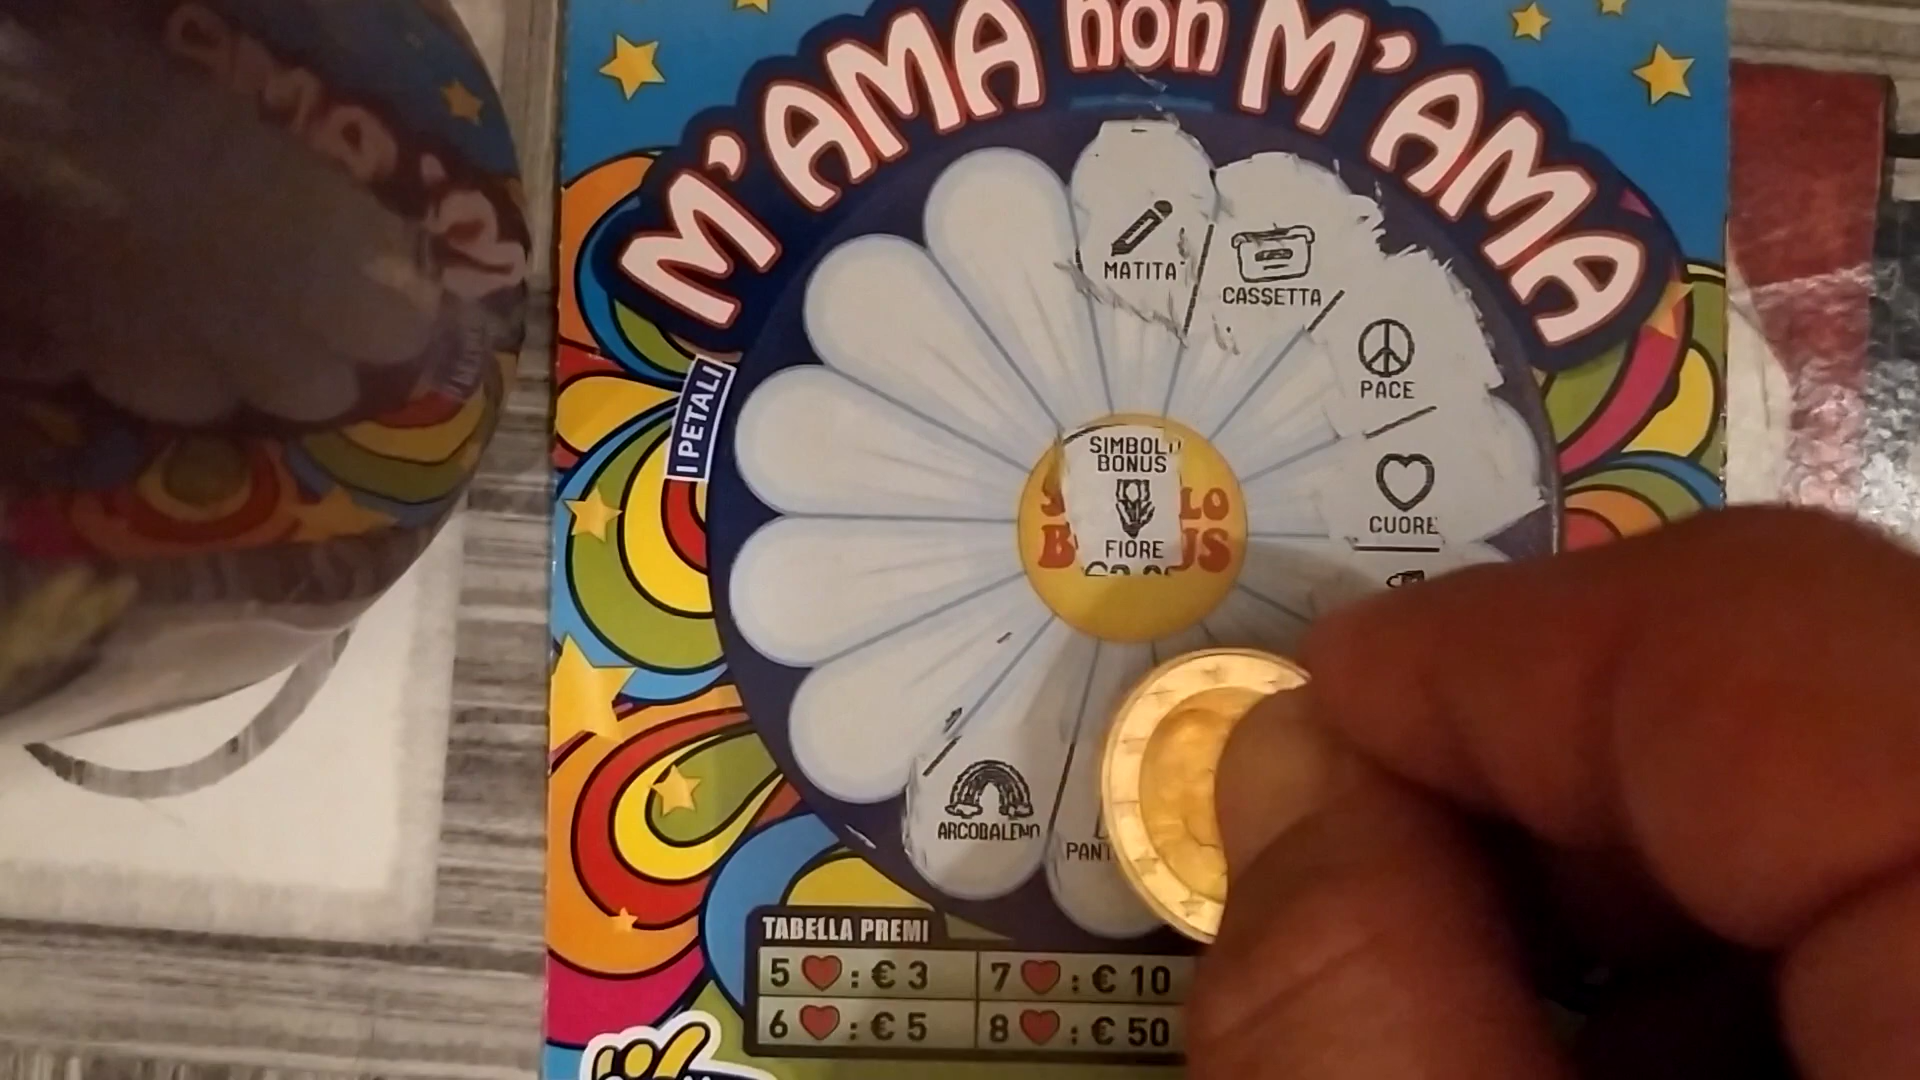 M'AMA non M'AMA
I PETALI
MATITA
CASSETTA
PACE
CUORE
SIMBOLO
BONUS
FIORE
ARCOBALENO
TABELLA PREMI
5 ♥: € 3
7 ♥: € 10
6 ♥: € 5
8 ♥: € 50